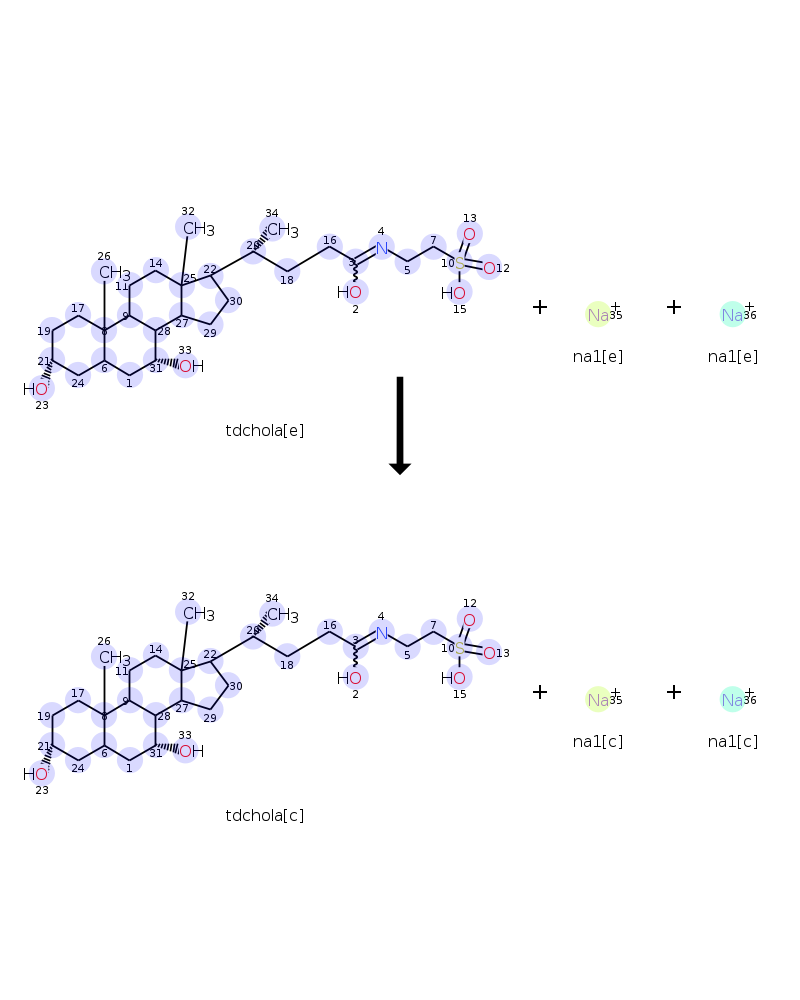 32
CH3
34
CH3
13
O
4
N
16
7
26
CH3
14
20
3
10
S
O 12
22
11
25
18
5
HO
2
HO
15
30
17
9
27
29
19
8
28
33
OH
21
6
31
24
1
HO
23
+
Na+
35
na1[e]
+
Na+
36
na1[e]
tdchola[e]
32
CH3
34
CH3
12
O
4
N
16
7
26
CH3
14
20
3
10
S
O 13
22
11
25
18
5
HO
2
HO
15
30
17
9
27
29
19
8
28
33
OH
21
6
31
24
1
HO
23
+
Na+
35
na1[c]
+
Na+
36
na1[c]
tdchola[c]